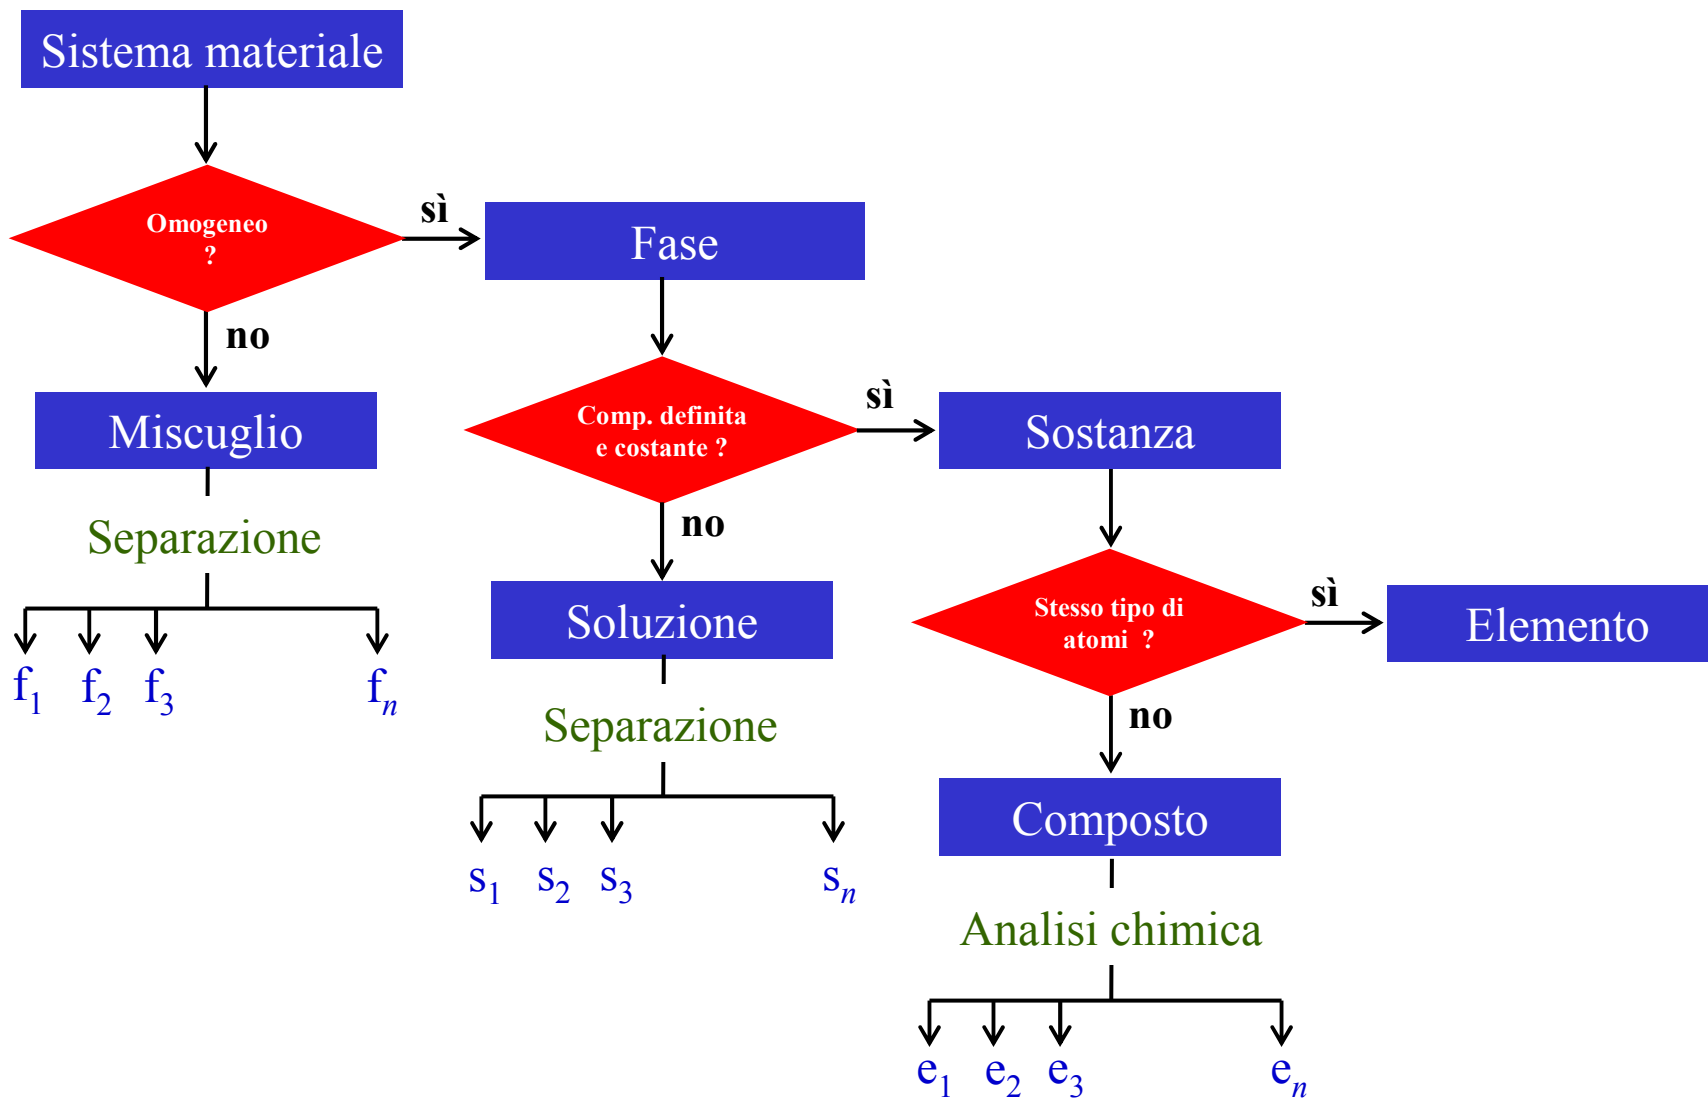 Sistema materiale
Omogeneo
?
sì
no
Fase
Miscuglio
Comp. definita
e costante ?
sì
no
Sostanza
Separazione
f1 f2 f3 fn
Soluzione
Stesso tipo di
atomi ?
sì
no
Elemento
Separazione
s1 s2 s3 sn
Composto
Analisi chimica
e1 e2 e3 en